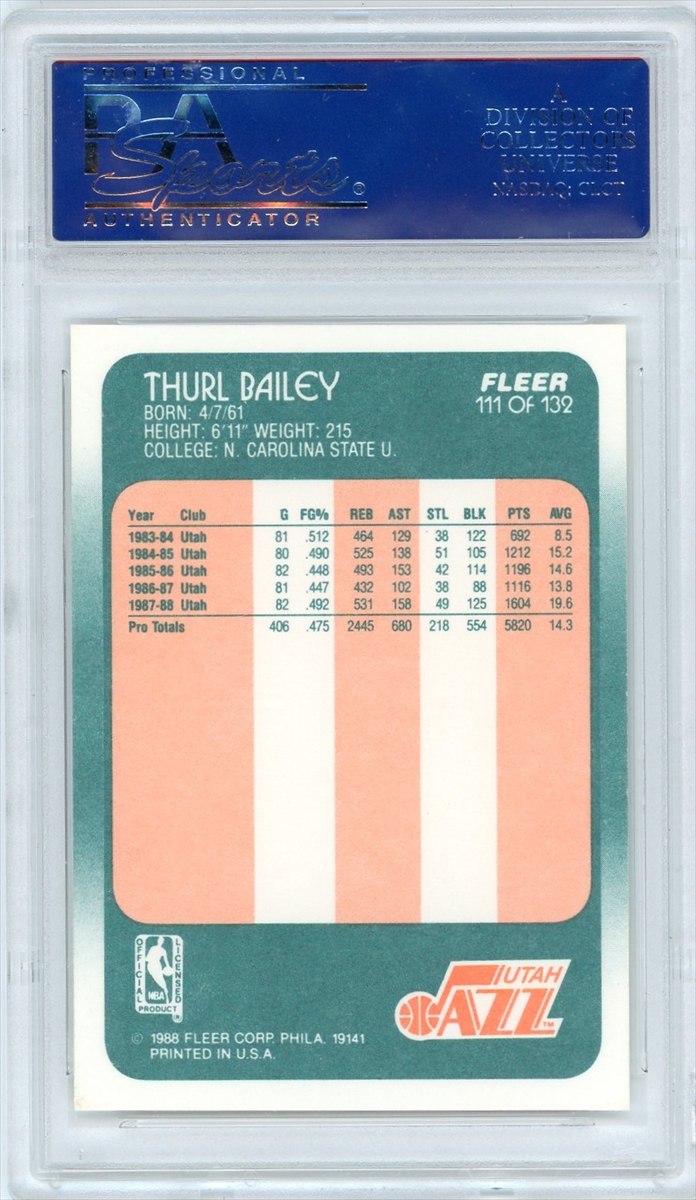 PROFESSIONAL
PSA
Sports®
AUTHENTICATOR
A
DIVISION OF
COLLECTORS
UNIVERSE
NASDAQ: CLCT
THURL BAILEY
BORN: 4/7/61
HEIGHT: 6'11" WEIGHT: 215
COLLEGE: N. CAROLINA STATE U.
FLEER
111 OF 132
Year Club G FG% REB AST STL BLK PTS AVG
1983-84 Utah 81 .512 464 129 38 122 692 8.5
1984-85 Utah 80 .490 525 138 51 105 1212 15.2
1985-86 Utah 82 .448 493 153 42 114 1196 14.6
1986-87 Utah 81 .447 432 102 38 88 1116 13.8
1987-88 Utah 82 .492 531 158 49 125 1604 19.6
Pro Totals 406 .475 2445 680 218 554 5820 14.3
OFFICIAL
LICENSED
NBA
PRODUCT
®
UTAH
JAZZ™
© 1988 FLEER CORP. PHILA. 19141
PRINTED IN U.S.A.